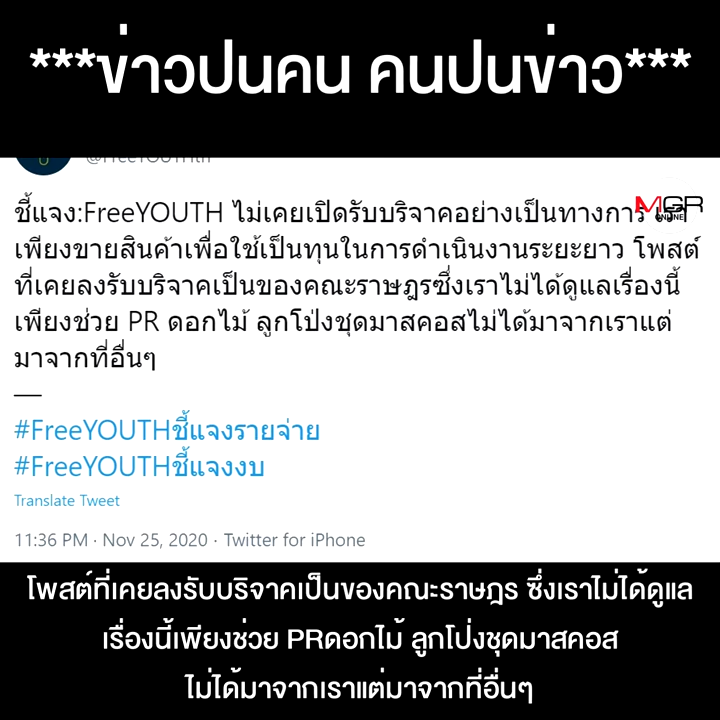 ***ข่าวปนคน คนปนข่าว***
@FreeYOUTHth
ชี้แจง:FreeYOUTH ไม่เคยเปิดรับบริจาคอย่างเป็นทางการ
MGR
ONLINE
เพียงขายสินค้าเพื่อใช้เป็นทุนในการดำเนินงานระยะยาว โพสต์
ที่เคยลงรับบริจาคเป็นของคณะราษฎรซึ่งเราไม่ได้ดูแลเรื่องนี้
เพียงช่วย PR ดอกไม้ ลูกโป่งชุดมาสคอสไม่ได้มาจากเราแต่
มาจากที่อื่นๆ
—
#FreeYOUTHชี้แจงรายจ่าย
#FreeYOUTHชี้แจงงบ
Translate Tweet
11:36 PM · Nov 25, 2020 · Twitter for iPhone
โพสต์ที่เคยลงรับบริจาคเป็นของคณะราษฎร ซึ่งเราไม่ได้ดูแล
เรื่องนี้เพียงช่วย PRดอกไม้ ลูกโป่งชุดมาสคอส
ไม่ได้มาจากเราแต่มาจากที่อื่นๆ